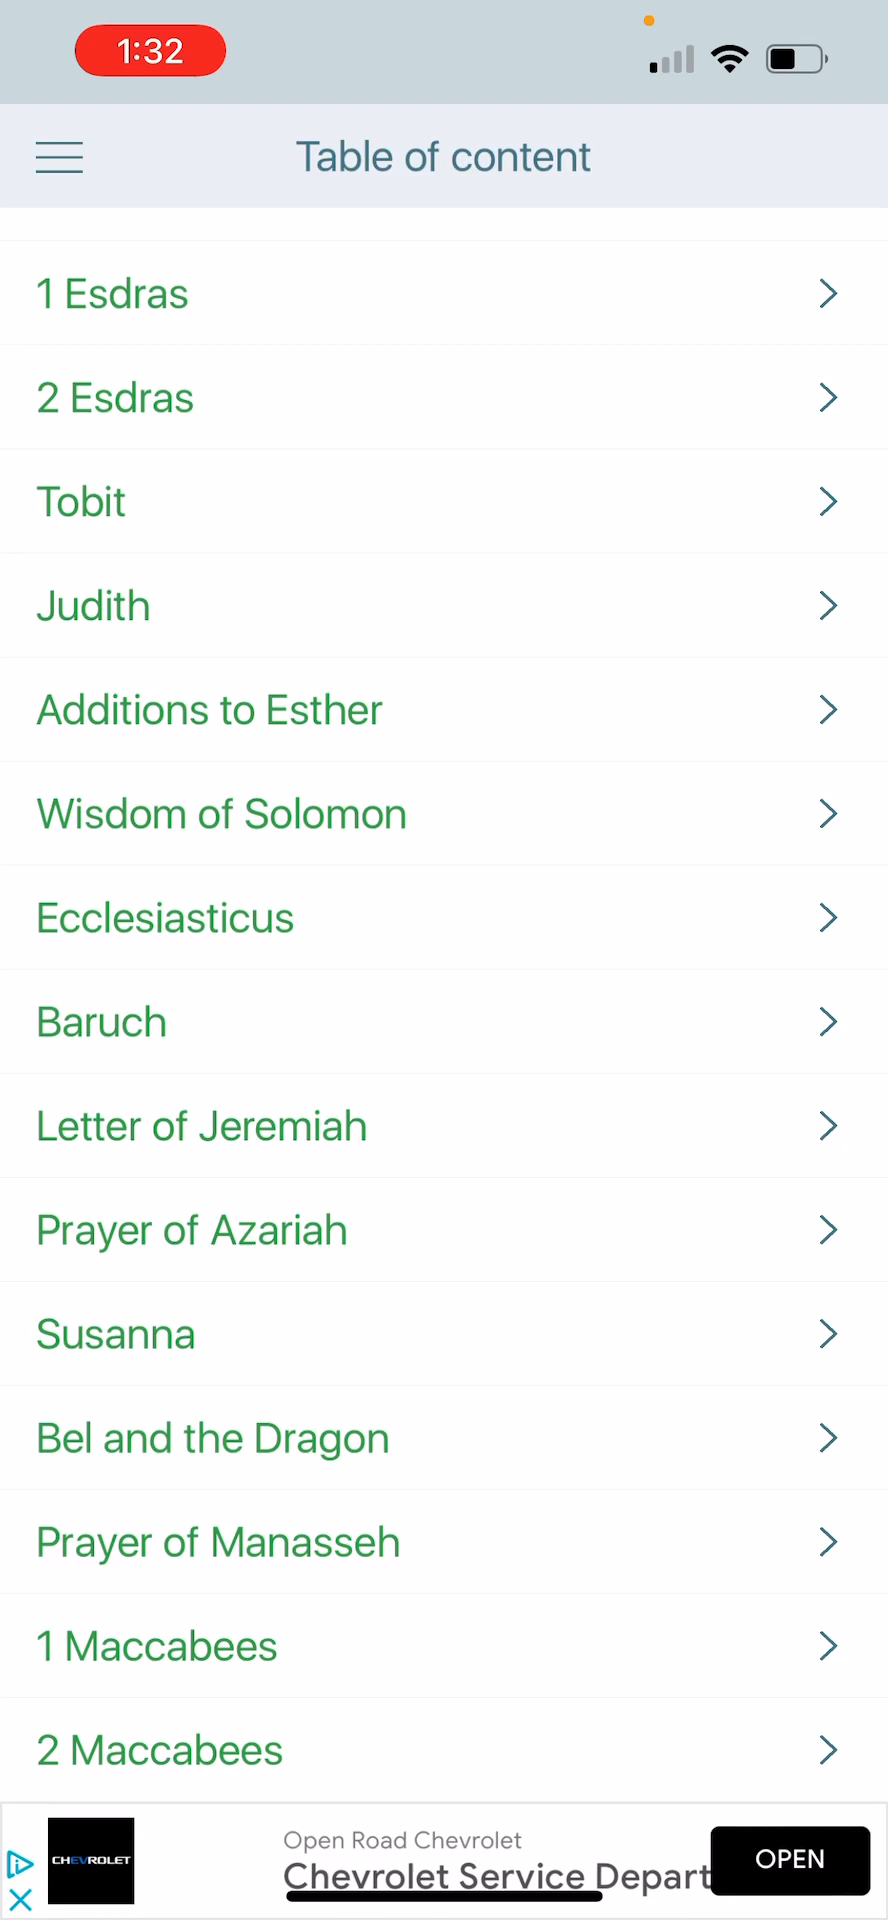 1:32
Table of content
1 Esdras
2 Esdras
Tobit
Judith
Additions to Esther
Wisdom of Solomon
Ecclesiasticus
Baruch
Letter of Jeremiah
Prayer of Azariah
Susanna
Bel and the Dragon
Prayer of Manasseh
1 Maccabees
2 Maccabees
CHEVROLET
Open Road Chevrolet
Chevrolet Service Depart
OPEN